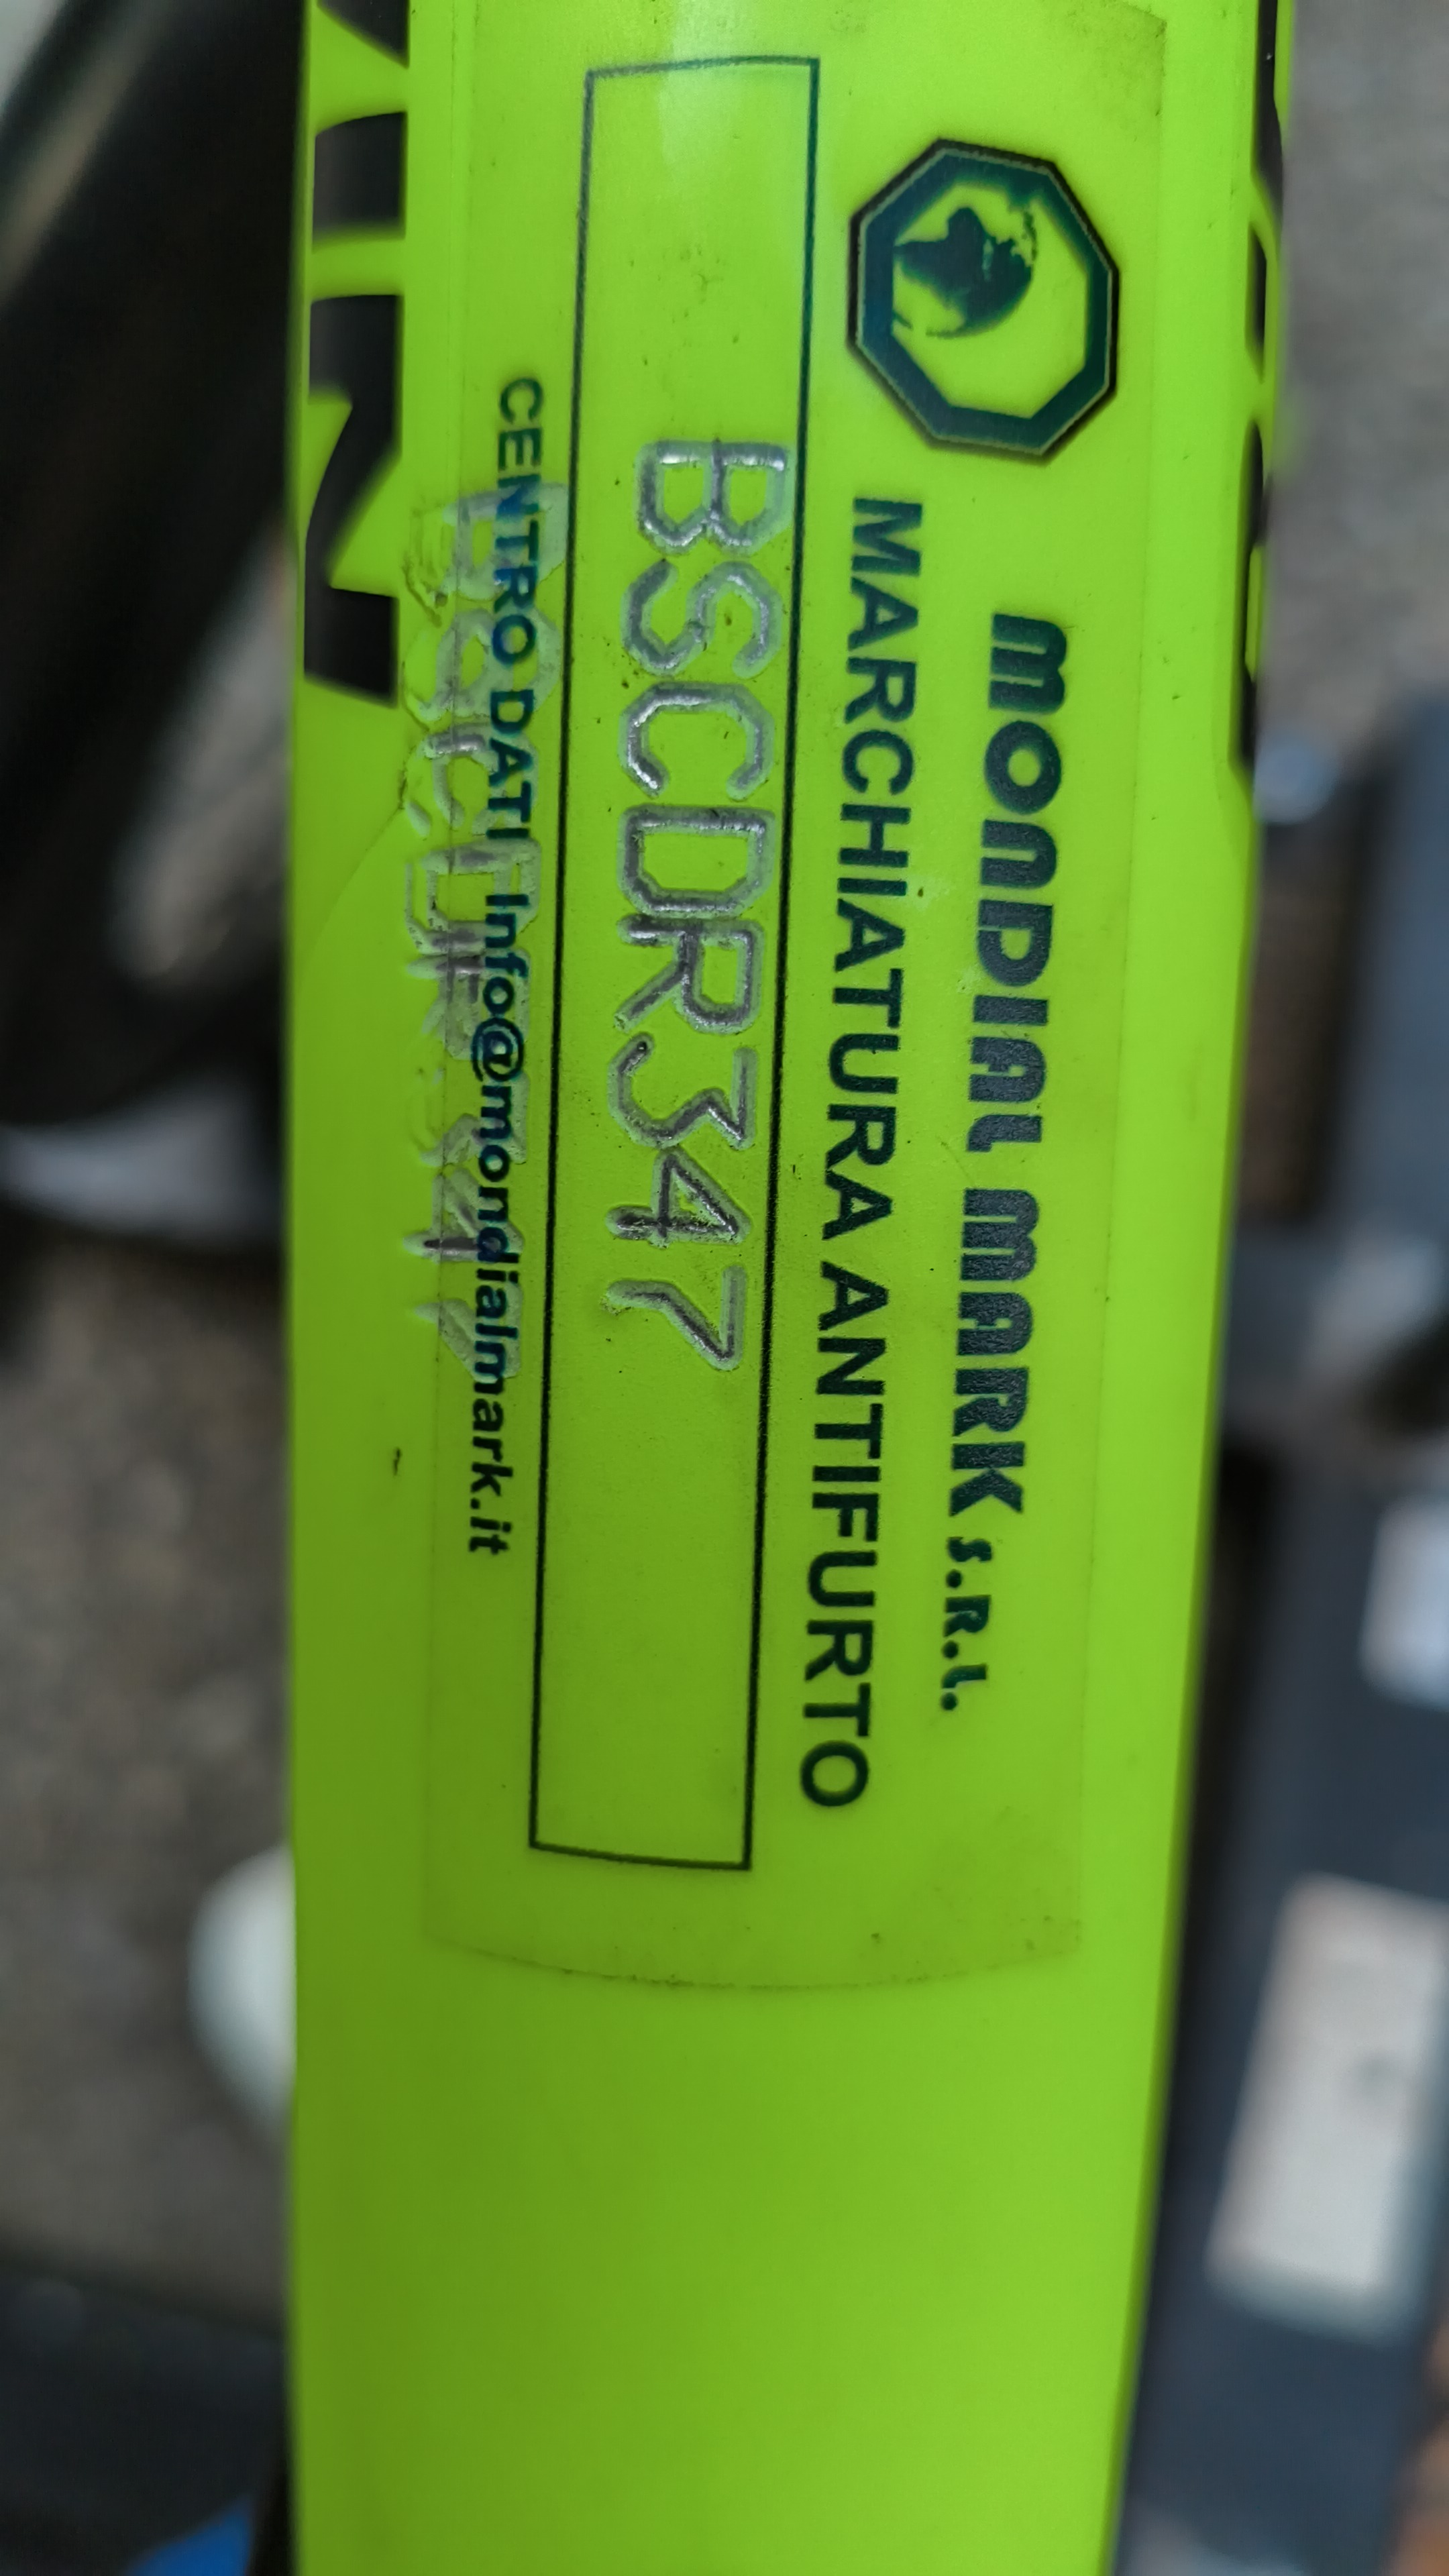 MONDIAL MARK S.R.L.
MARCHIATURA ANTIFURTO
BSCDR347
CENTRO DATI Info@mondialmark.it